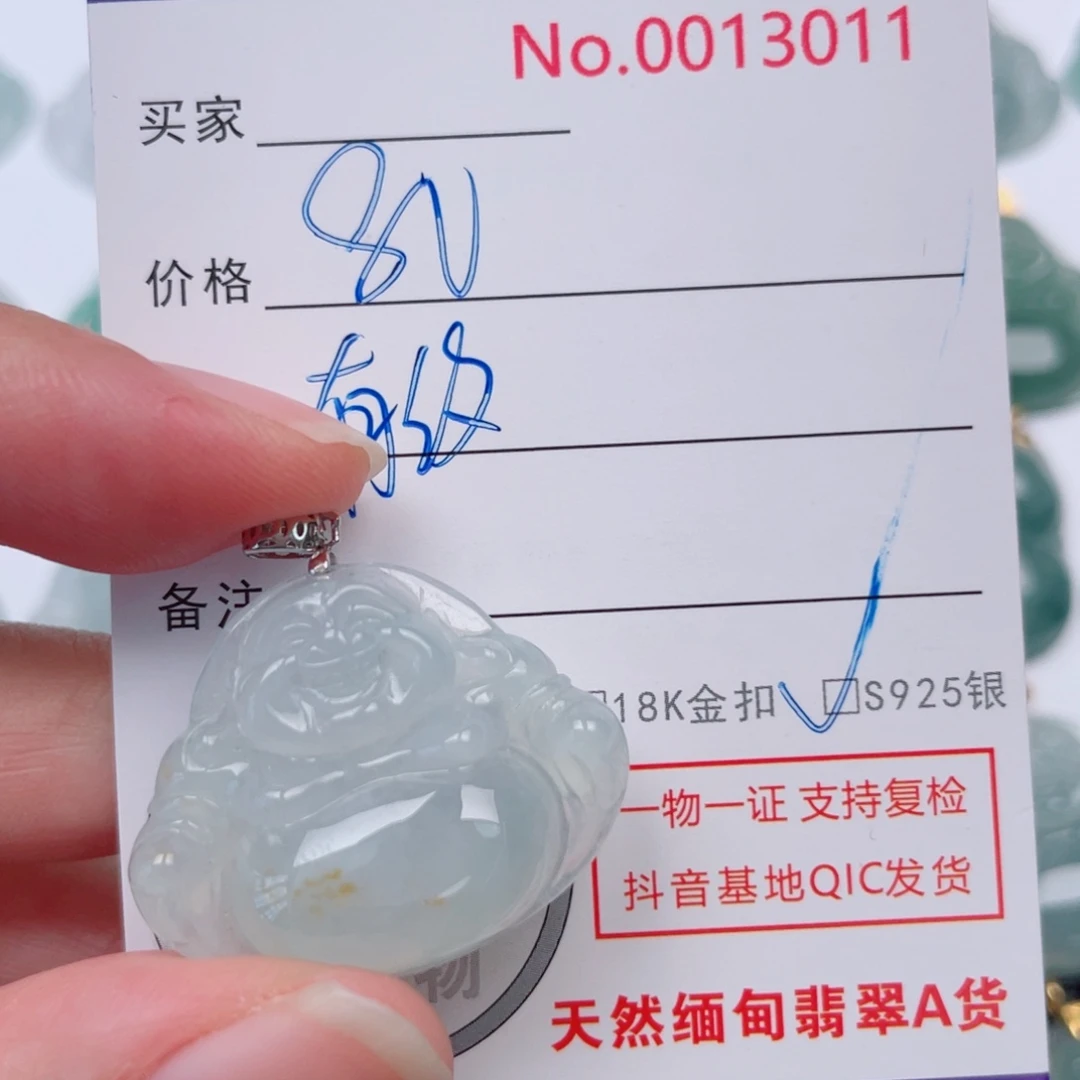 No.0013011
买家
价格 80
有纹
备注
18K金扣 ✓ □S925银
一物一证 支持复检
抖音基地QIC发货
物
天然缅甸翡翠A货